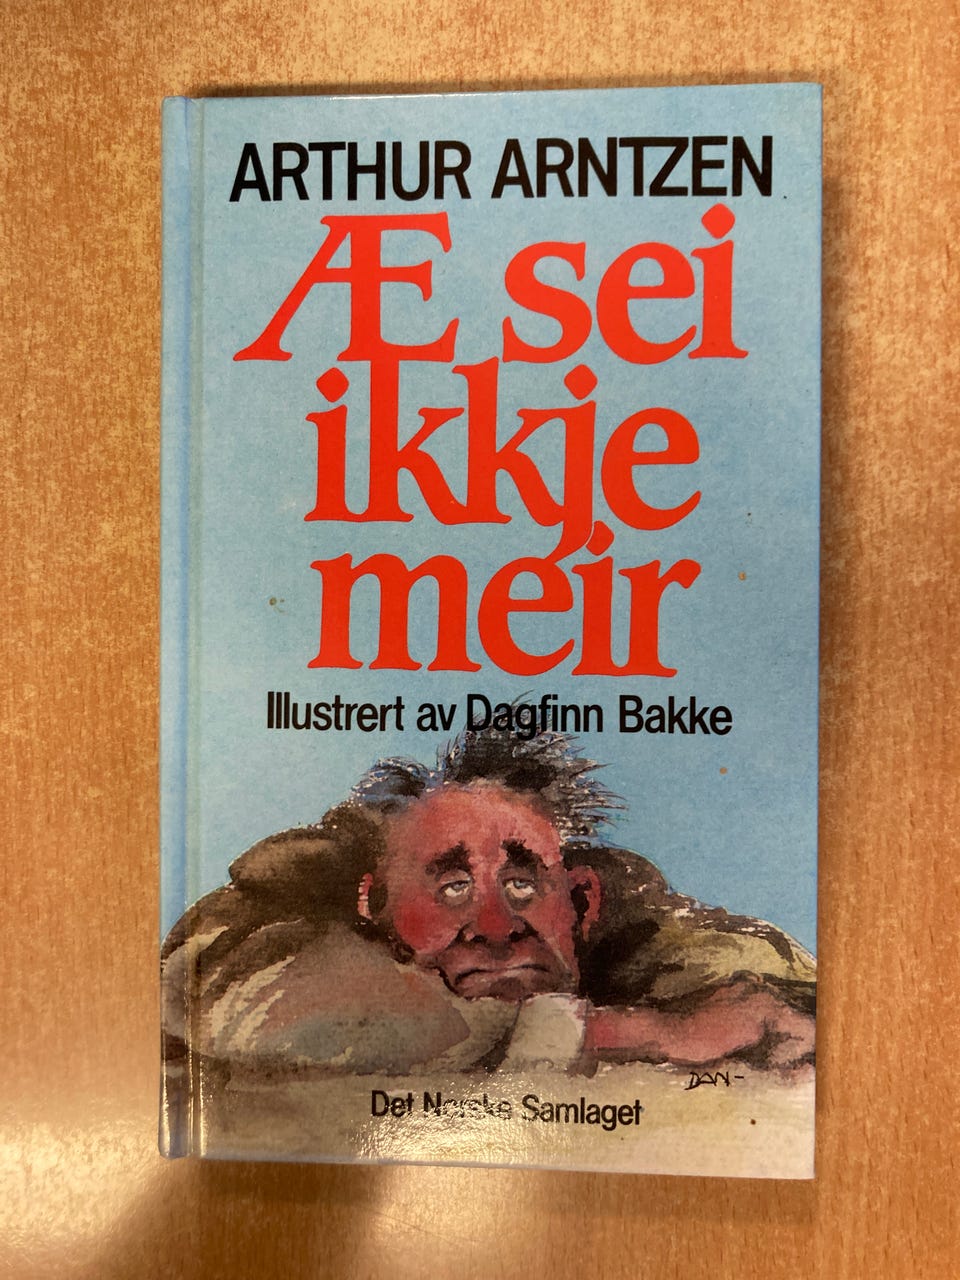 ARTHUR ARNTZEN
Æ sei
ikkje
meir
Illustrert av Dagfinn Bakke
DAN-
Det Norske Samlaget